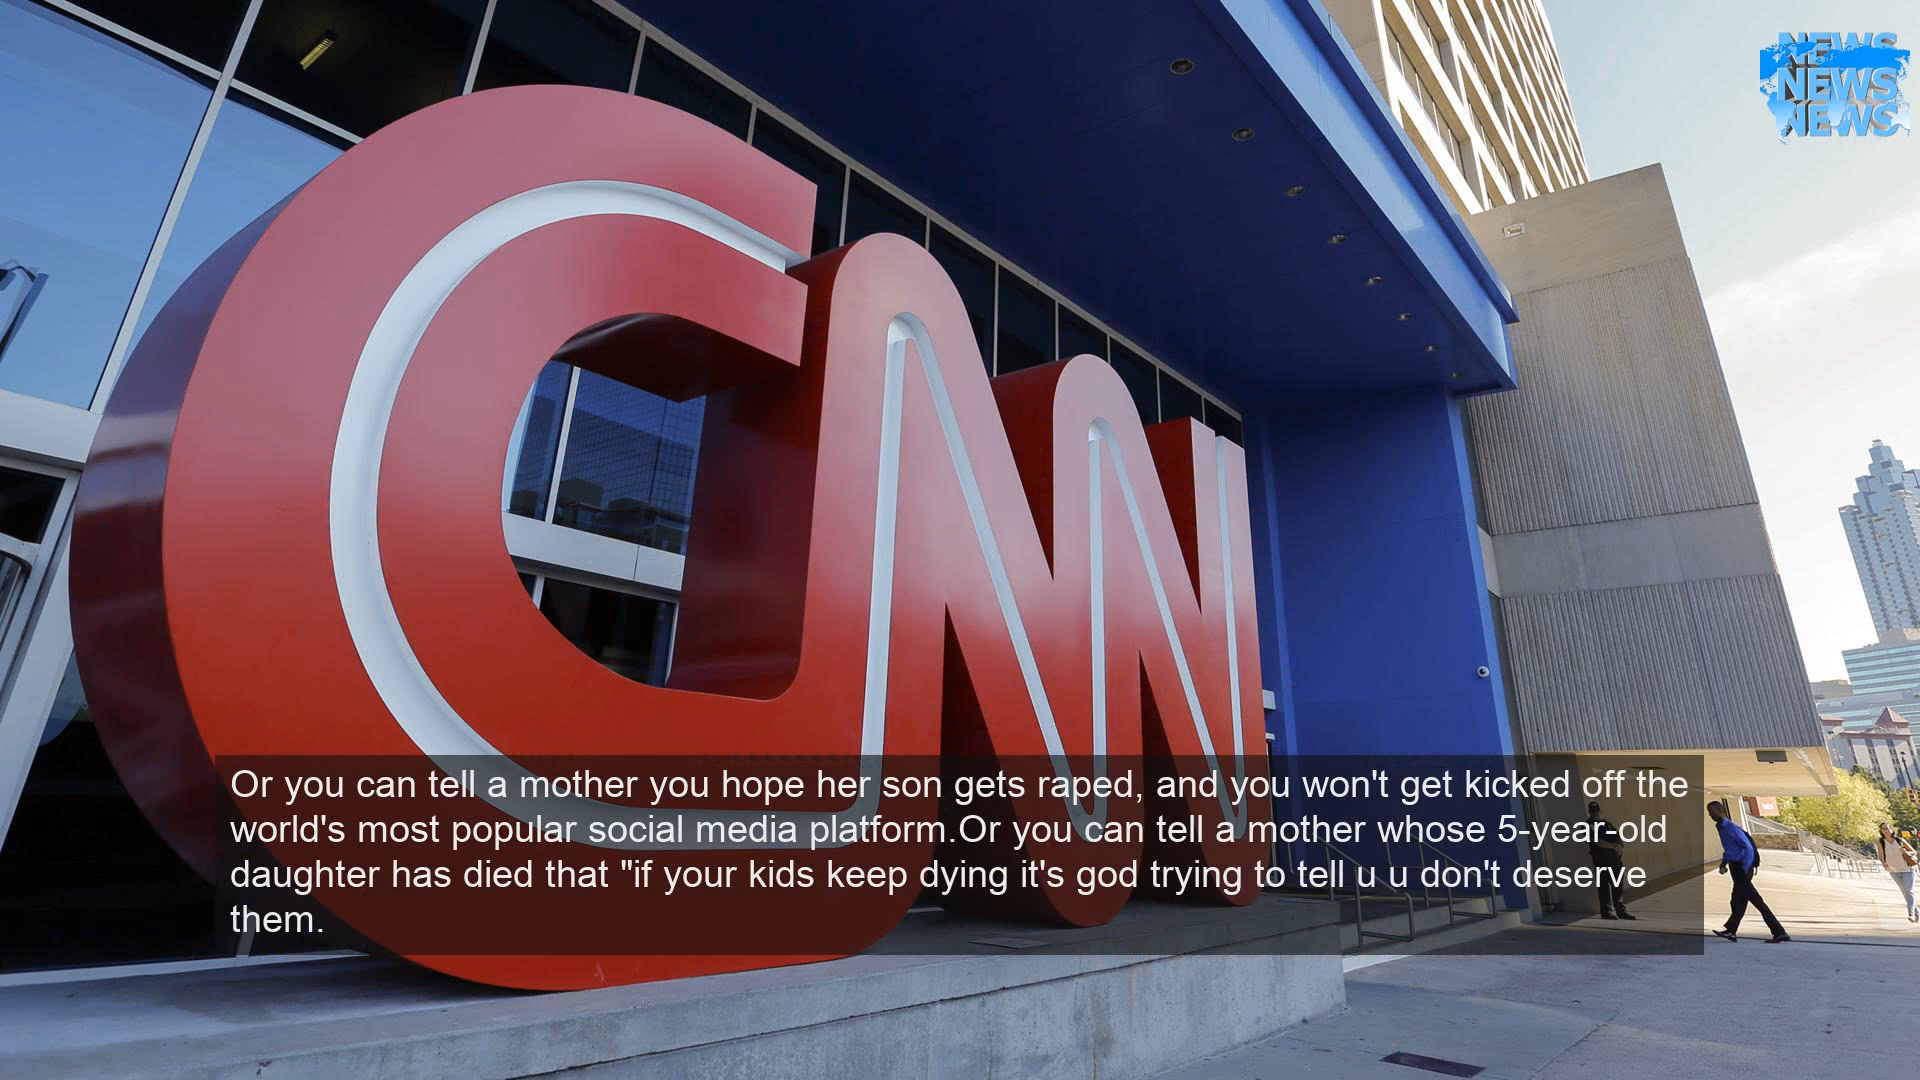 NEWS
NEWS
NEWS
CNN
Or you can tell a mother you hope her son gets raped, and you won't get kicked off the
world's most popular social media platform.Or you can tell a mother whose 5-year-old
daughter has died that "if your kids keep dying it's god trying to tell u u don't deserve
them.